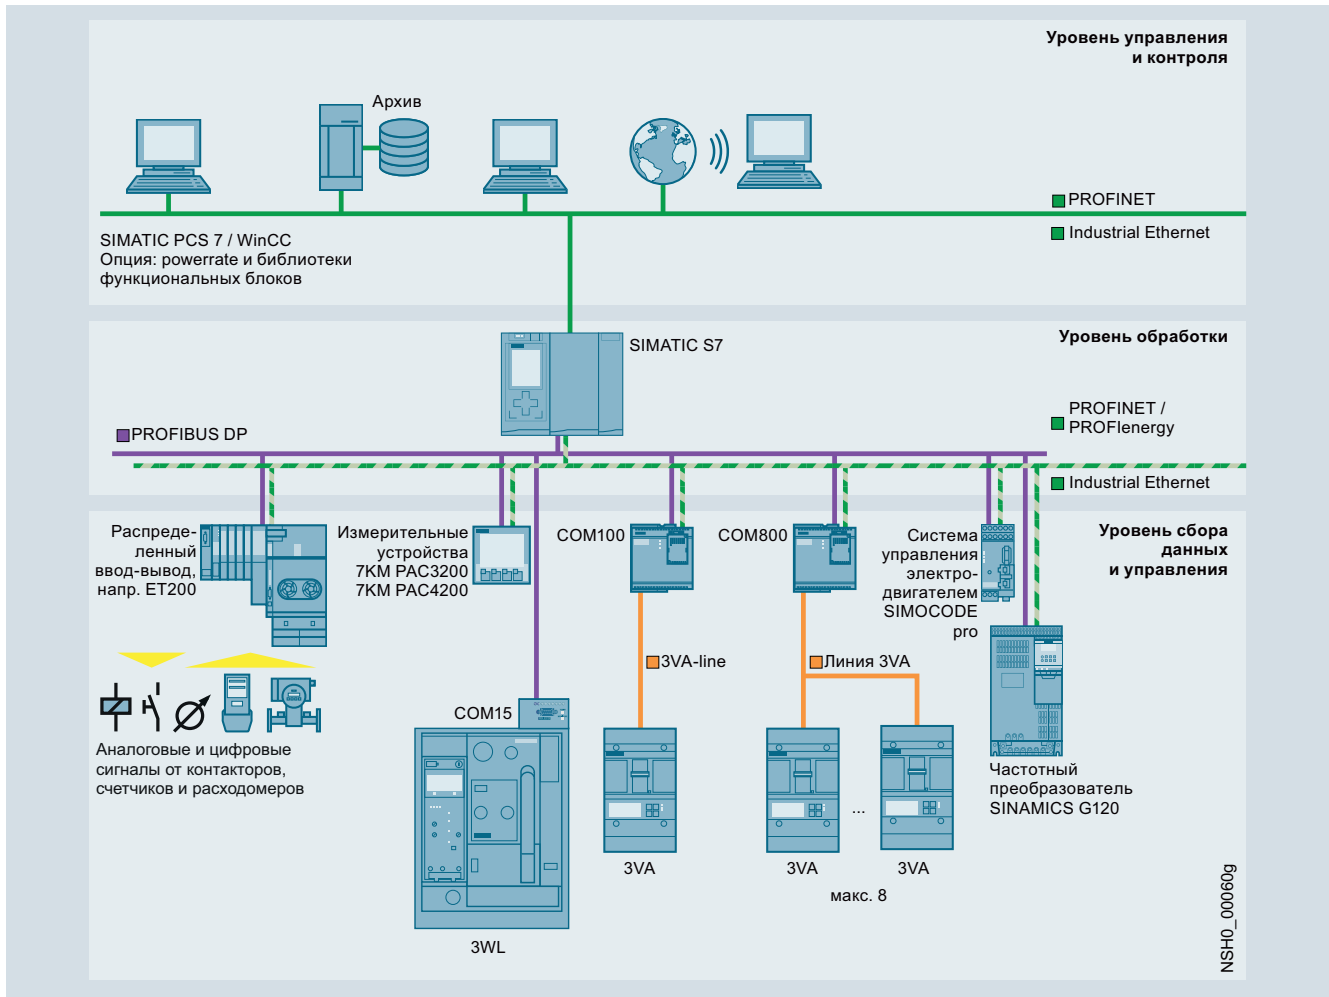 Уровень управления
и контроля
Архив
PROFINET
Industrial Ethernet
SIMATIC PCS 7 / WinCC
Опция: powerrate и библиотеки
функциональных блоков
SIMATIC S7
Уровень обработки
PROFINET /
PROFIenergy
PROFIBUS DP
Industrial Ethernet
Распреде-
ленный
ввод-вывод,
напр. ET200
Измерительные
устройства
7KM PAC3200
7KM PAC4200
COM100
COM800
Система
управления
электро-
двигателем
SIMOCODE
pro
Уровень сбора
данных
и управления
3VA-line
Линия 3VA
COM15
Аналоговые и цифровые
сигналы от контакторов,
счетчиков и расходомеров
Частотный
преобразователь
SINAMICS G120
...
3VA
3VA
3VA
макс. 8
3WL
NSH0_00060g